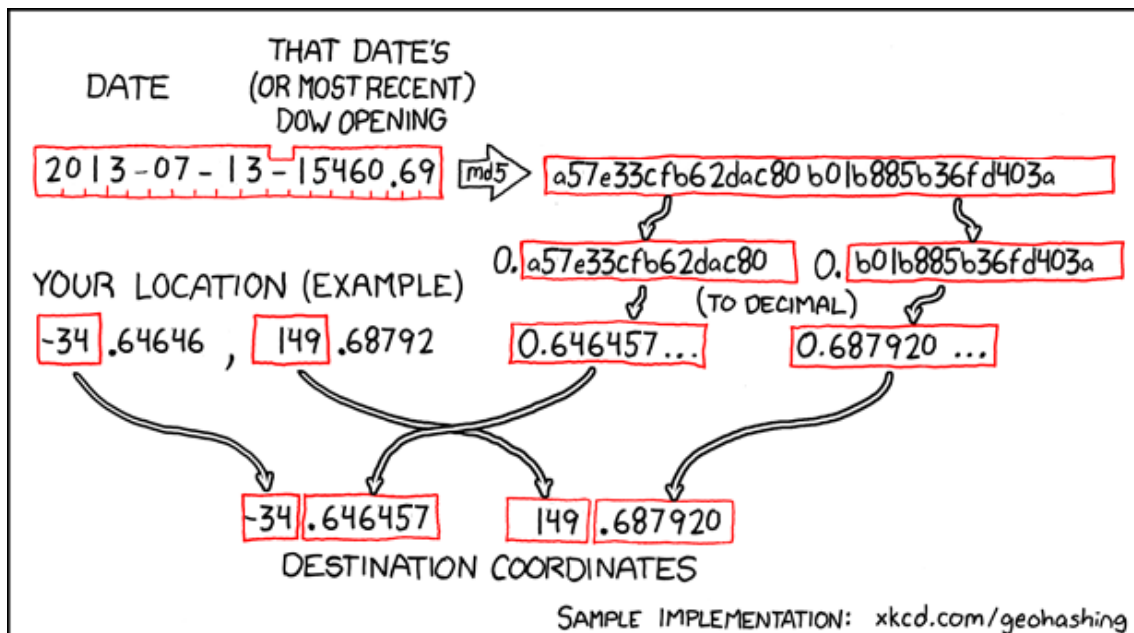 THAT DATE'S
DATE (OR MOST RECENT)
DOW OPENING
2013-07-13-15460.69 md5 a57e33cfb62dac80b01b885b36fd403a
0.a57e33cfb62dac80 0.b01b885b36fd403a
YOUR LOCATION (EXAMPLE) (TO DECIMAL)
-34.64646, 149.68792 0.646457... 0.687920...
-34.646457 149.687920
DESTINATION COORDINATES
SAMPLE IMPLEMENTATION: xkcd.com/geohashing